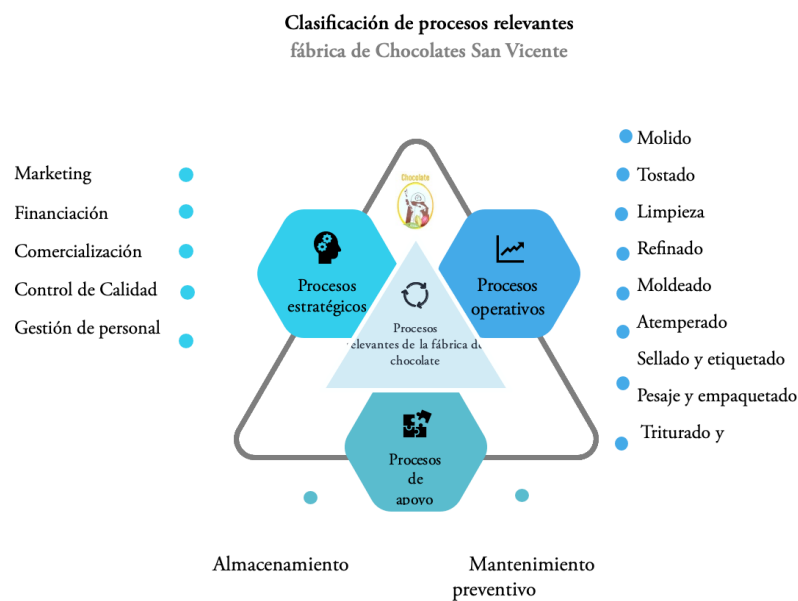 Clasificación de procesos relevantes
fábrica de Chocolates San Vicente
Marketing
Financiación
Comercialización
Control de Calidad
Gestión de personal
Chocolate
Procesos
estratégicos
Procesos
operativos
Procesos
relevantes de la fábrica de
chocolate
Procesos
de
apoyo
Molido
Tostado
Limpieza
Refinado
Moldeado
Atemperado
Sellado y etiquetado
Pesaje y empaquetado
Triturado y
Almacenamiento
Mantenimiento
preventivo